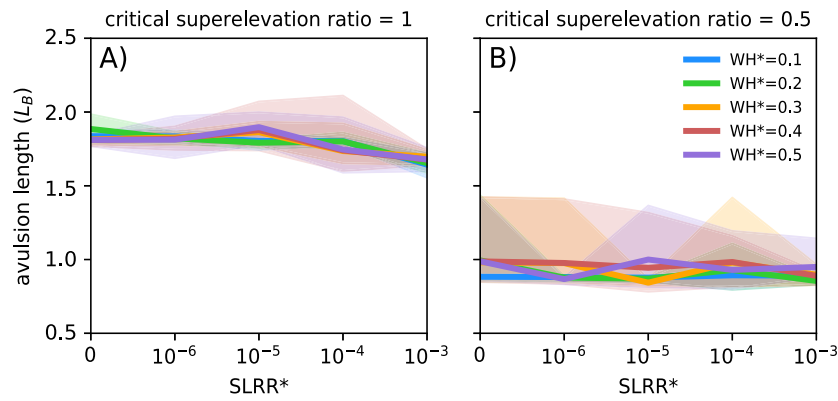 critical superelevation ratio = 1
critical superelevation ratio = 0.5
A)
B)
WH*=0.1
WH*=0.2
WH*=0.3
WH*=0.4
WH*=0.5
avulsion length (L_B)
2.5
2.0
1.5
1.0
0.5
0 10⁻⁶ 10⁻⁵ 10⁻⁴ 10⁻³
0 10⁻⁶ 10⁻⁵ 10⁻⁴ 10⁻³
SLRR*
SLRR*